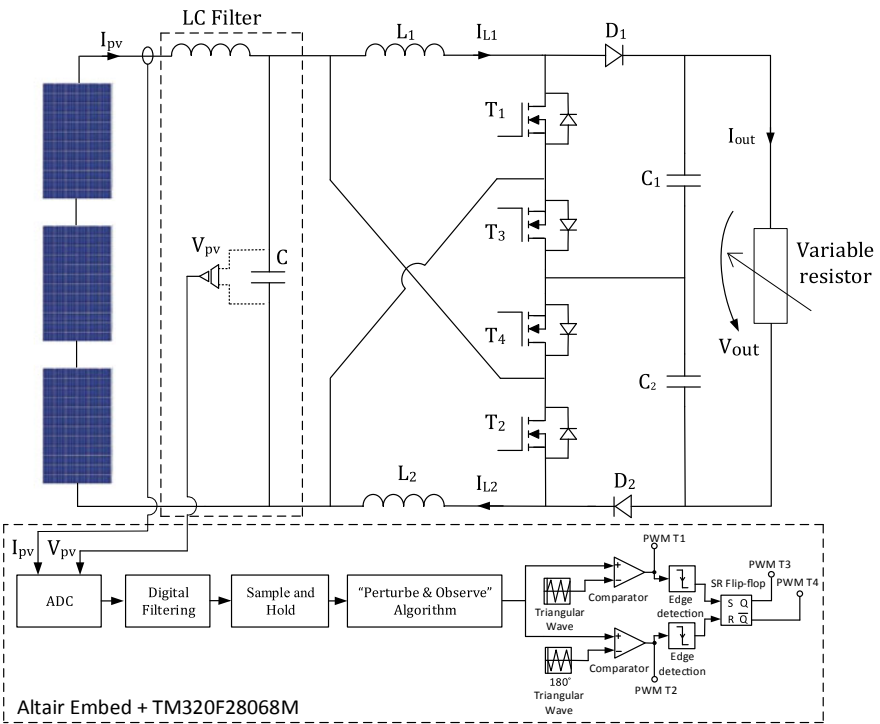 LC Filter
Ipv
L1
IL1
D1
T1
Iout
C1
T3
Vpv
C
Variable
resistor
T4
Vout
C2
T2
L2
IL2
D2
Ipv
Vpv
PWM T1
PWM T3
SR Flip-flop
PWM T4
ADC
Digital
Filtering
Sample and
Hold
“Perturbe & Observe”
Algorithm
+
−
Triangular
Wave
Comparator
Edge
detection
S Q
R Q̅
+
−
180°
Triangular
Wave
Comparator
Edge
detection
PWM T2
Altair Embed + TM320F28068M